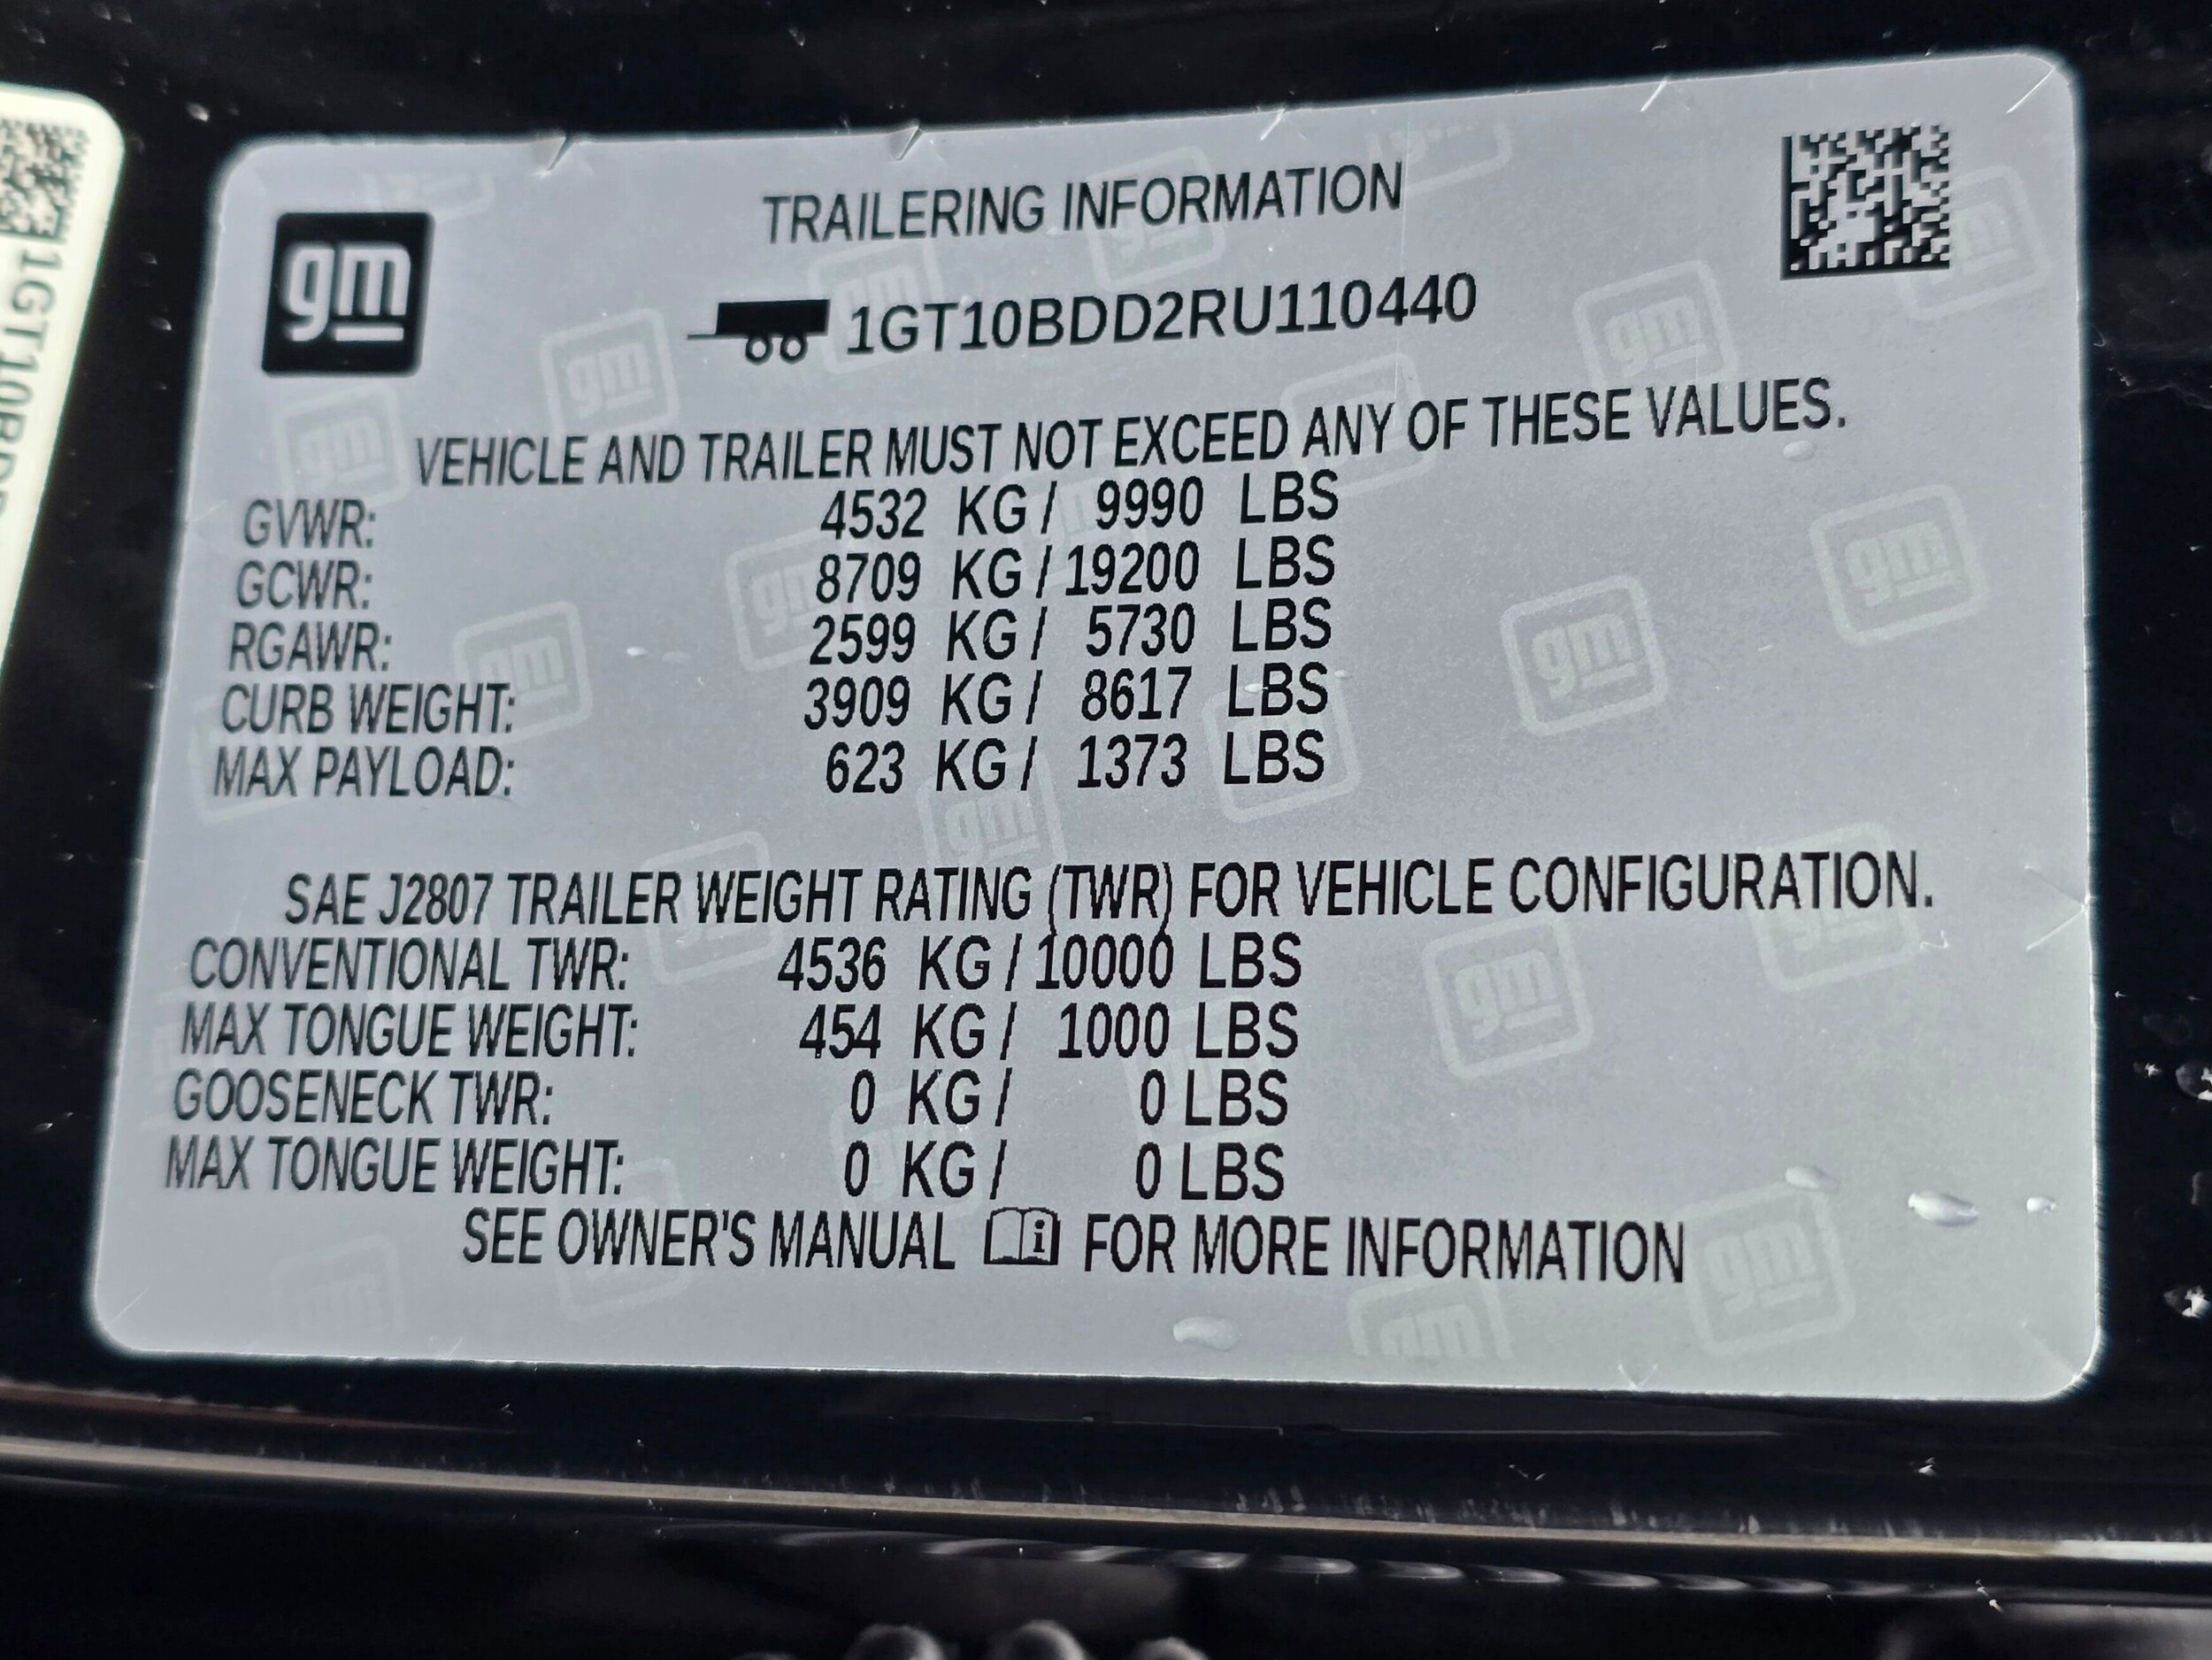 gm
TRAILERING INFORMATION
1GT10BDD2RU110440
VEHICLE AND TRAILER MUST NOT EXCEED ANY OF THESE VALUES.
GVWR: 4532 KG / 9990 LBS
GCWR: 8709 KG / 19200 LBS
RGAWR: 2599 KG / 5730 LBS
CURB WEIGHT: 3909 KG / 8617 LBS
MAX PAYLOAD: 623 KG / 1373 LBS
SAE J2807 TRAILER WEIGHT RATING (TWR) FOR VEHICLE CONFIGURATION.
CONVENTIONAL TWR: 4536 KG / 10000 LBS
MAX TONGUE WEIGHT: 454 KG / 1000 LBS
GOOSENECK TWR: 0 KG / 0 LBS
MAX TONGUE WEIGHT: 0 KG / 0 LBS
SEE OWNER'S MANUAL i FOR MORE INFORMATION